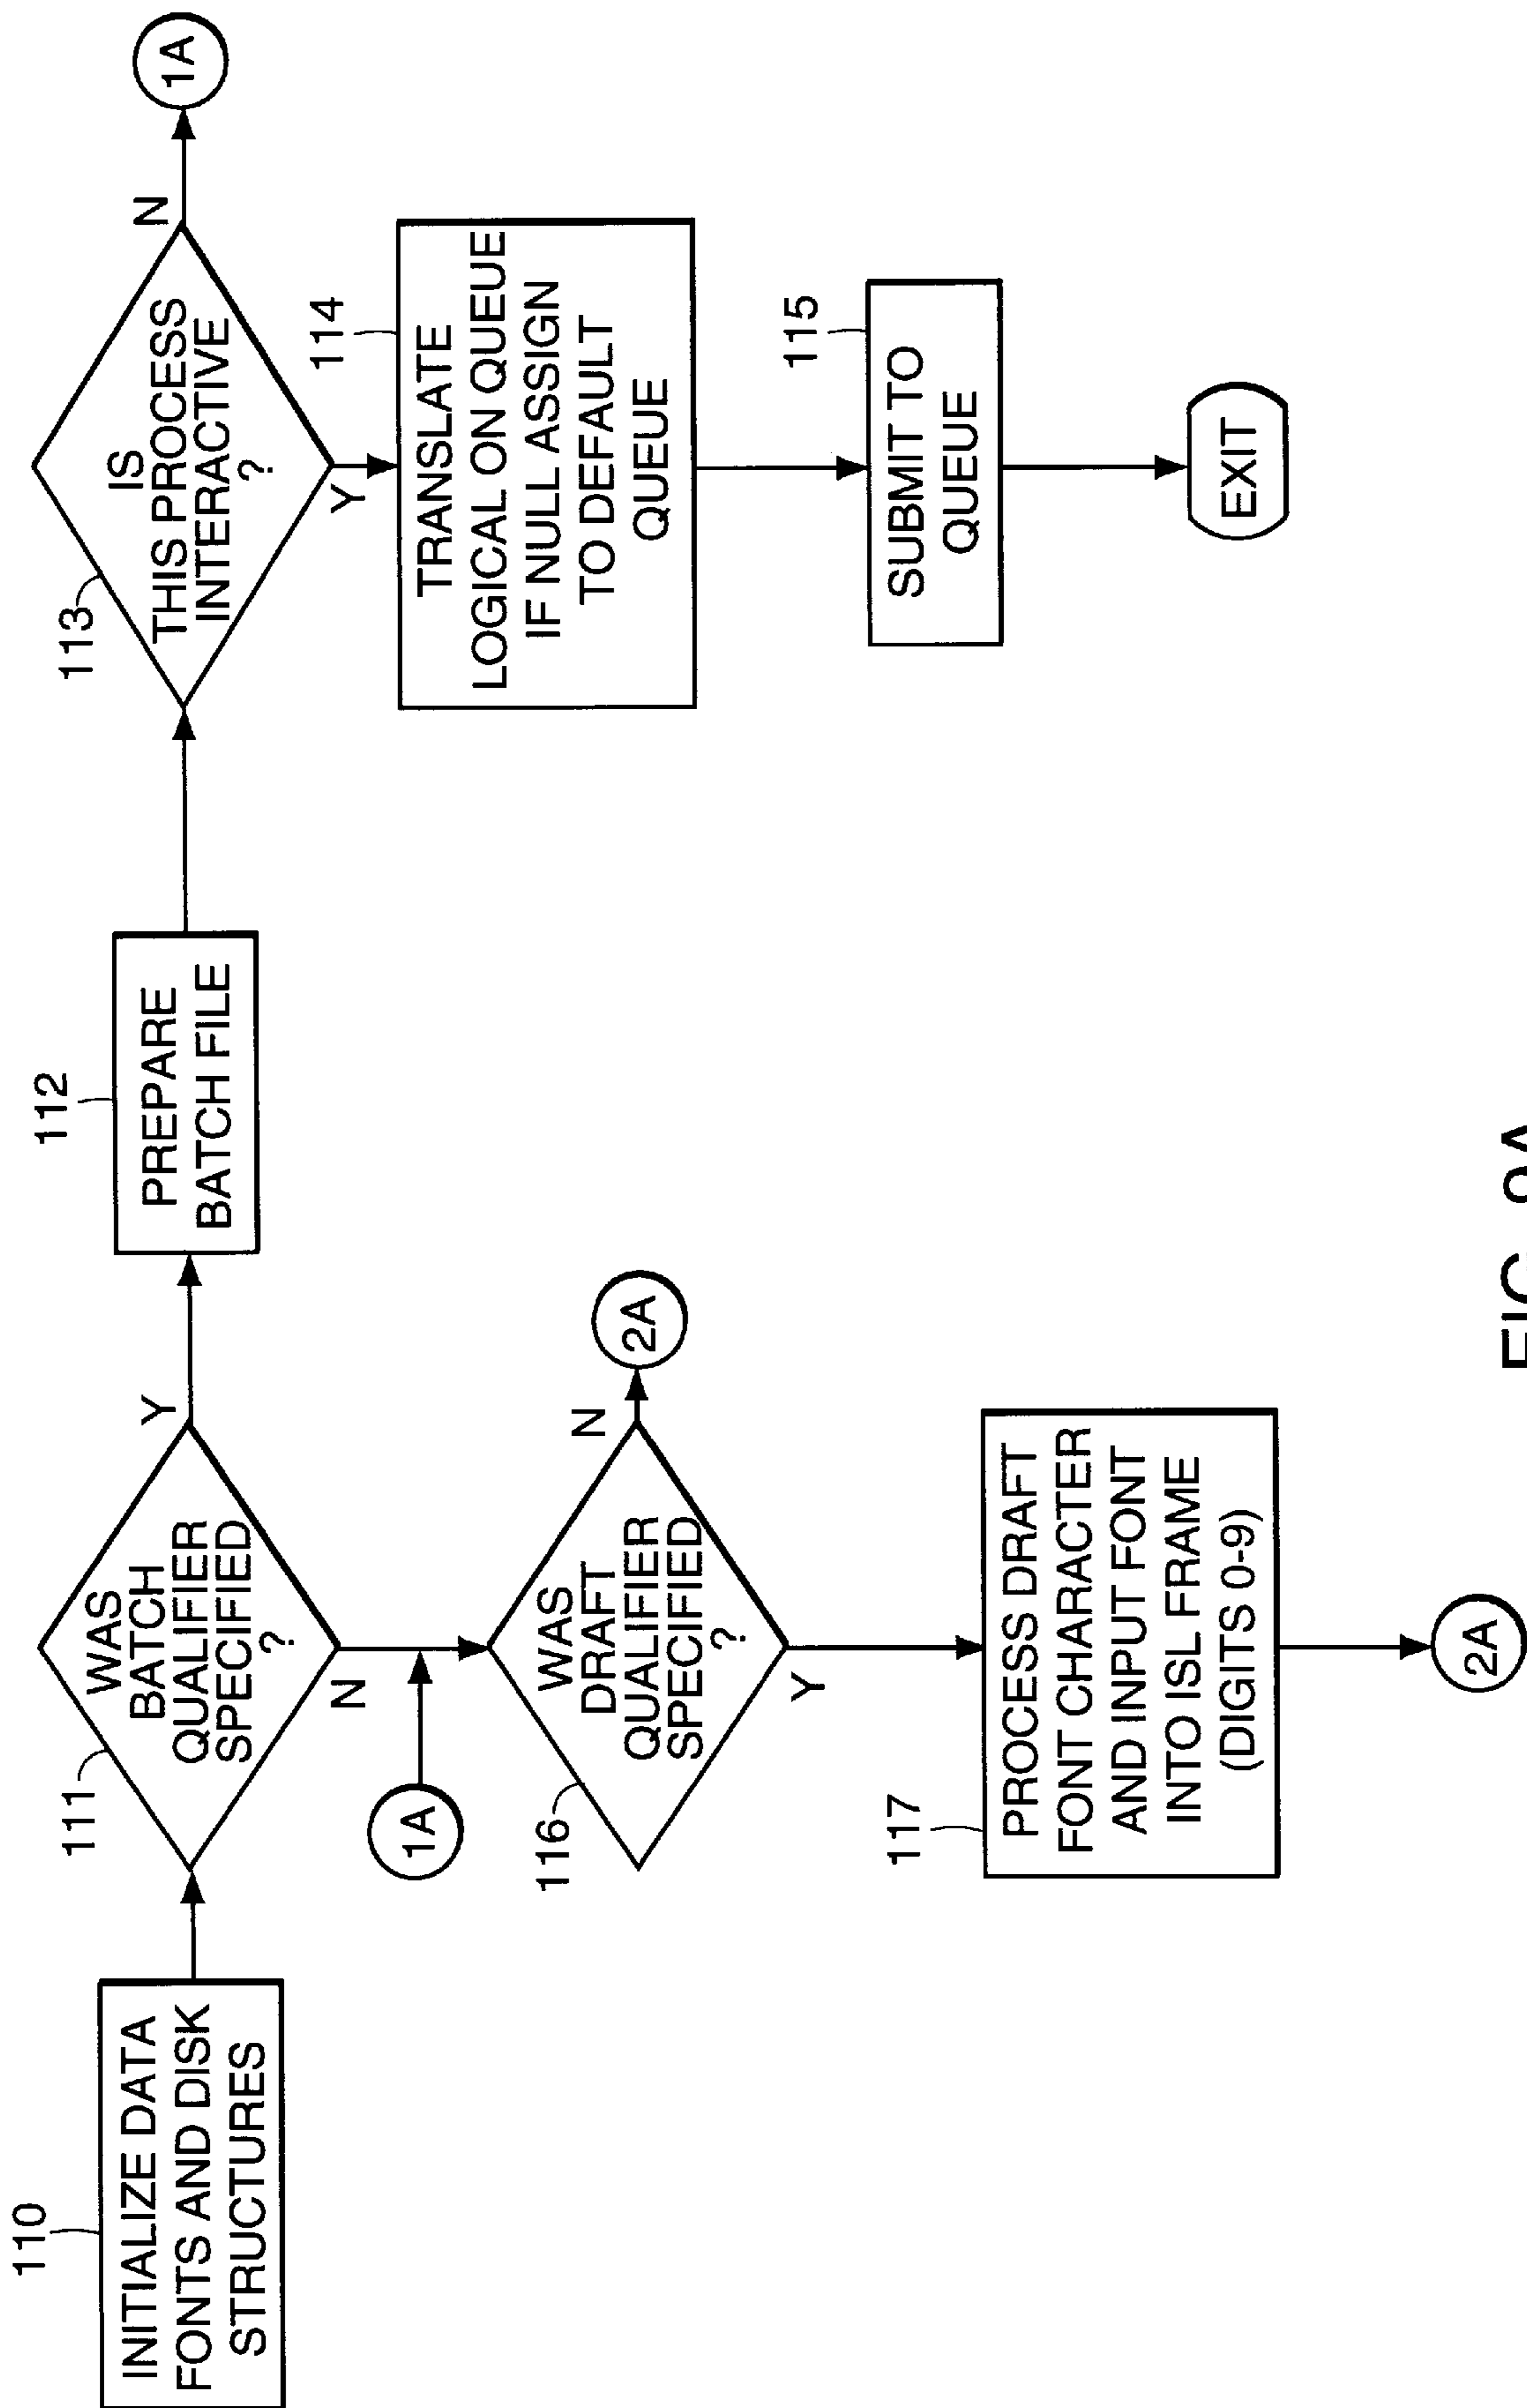 110
INITIALIZE DATA
FONTS AND DISK
STRUCTURES
111
WAS
BATCH
QUALIFIER
SPECIFIED
?
Y
N
112
PREPARE
BATCH FILE
113
IS
THIS PROCESS
INTERACTIVE
?
N
1A
Y
114
TRANSLATE
LOGICAL ON QUEUE
IF NULL ASSIGN
TO DEFAULT
QUEUE
115
SUBMIT TO
QUEUE
EXIT
1A
116
WAS
DRAFT
QUALIFIER
SPECIFIED
?
N
2A
Y
117
PROCESS DRAFT
FONT CHARACTER
AND INPUT FONT
INTO ISL FRAME
(DIGITS 0-9)
2A
FIG.